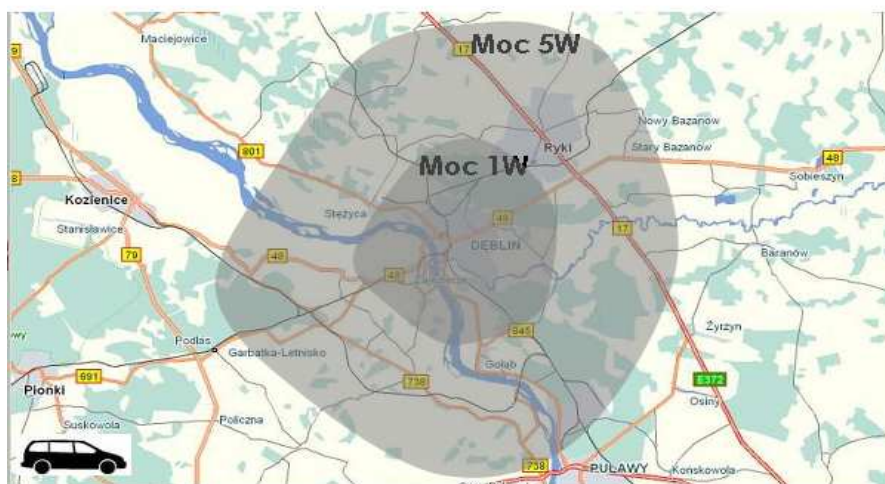 Maciejowice
17
Moc 5W
9
Nowy Bazanów
Ryki
Stary Bazanów
801
Moc 1W
48
Sobieszyn
8
Kozienice
Stężyca
48
Stanisławice
79
DĘBLIN
17
Baranów
48
48
845
Żyrzyn
Podlas
Garbatka-Letnisko
Gołąb
691
738
E372
Pionki
Osiny
Suskowola
Policzna
738
PUŁAWY
Końskowola